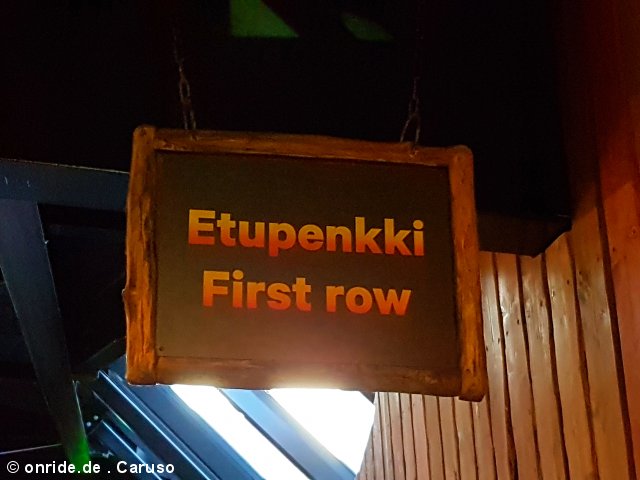 Etupenkki
First row
© onride.de . Caruso